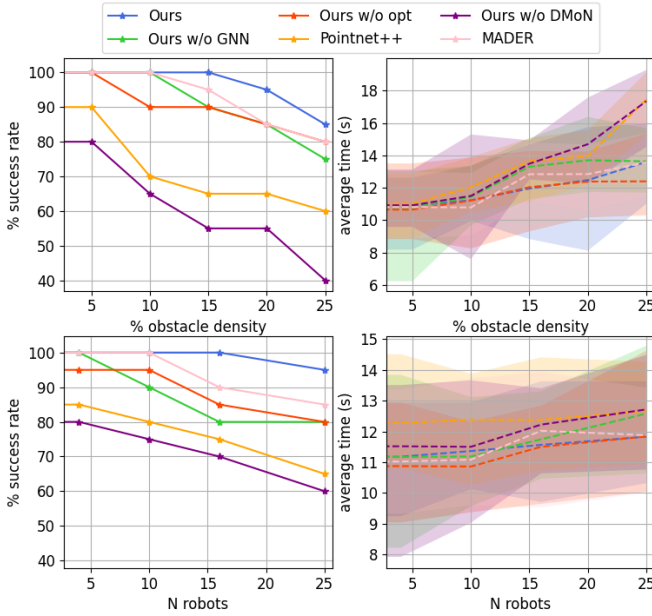 Ours
Ours w/o opt
Ours w/o DMoN
Ours w/o GNN
Pointnet++
MADER
% success rate
100
90
80
70
60
50
40
5 10 15 20 25
% obstacle density
average time (s)
18
16
14
12
10
8
6
5 10 15 20 25
% obstacle density
% success rate
100
90
80
70
60
50
40
5 10 15 20 25
N robots
average time (s)
15
14
13
12
11
10
9
8
5 10 15 20 25
N robots